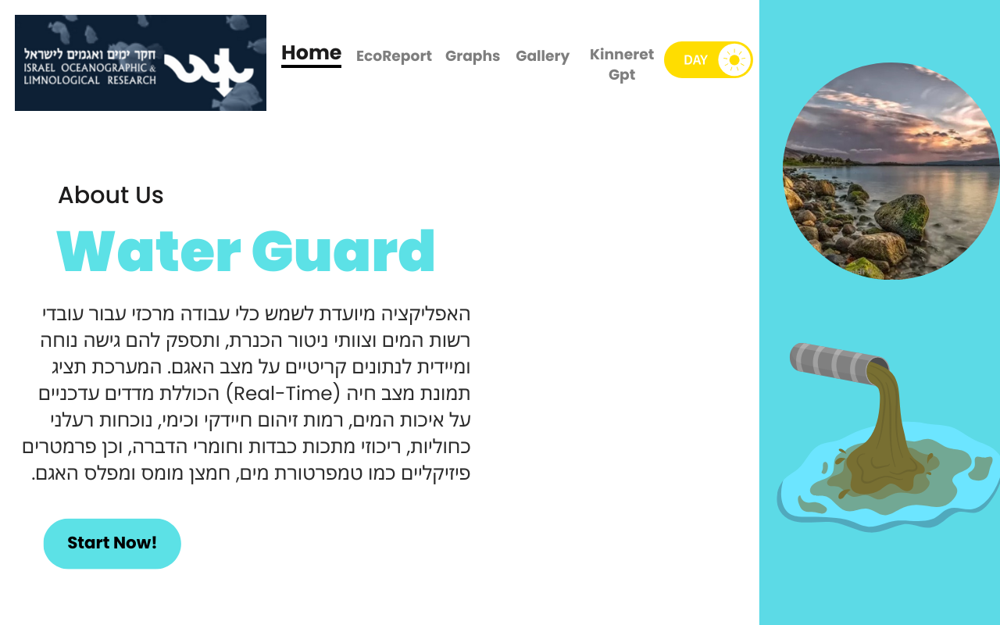 חקר ימים ואגמים לישראל
ISRAEL OCEANOGRAPHIC &
LIMNOLOGICAL RESEARCH
Home
EcoReport
Graphs
Gallery
Kinneret
Gpt
DAY
About Us
Water Guard
האפליקציה מיועדת לשמש כלי עבודה מרכזי עבור עובדי
רשות המים וצוותי ניטור הכנרת, ותספק להם גישה נוחה
ומיידית לנתונים קריטיים על מצב האגם. המערכת תציג
תמונת מצב חיה (Real-Time) הכוללת מדדים עדכניים
על איכות המים, רמות זיהום חיידקי וכימי, נוכחות רעלני
כחוליות, ריכוזי מתכות כבדות וחומרי הדברה, וכן פרמטרים
פיזיקליים כמו טמפרטורת מים, חמצן מומס ומפלס האגם.
Start Now!